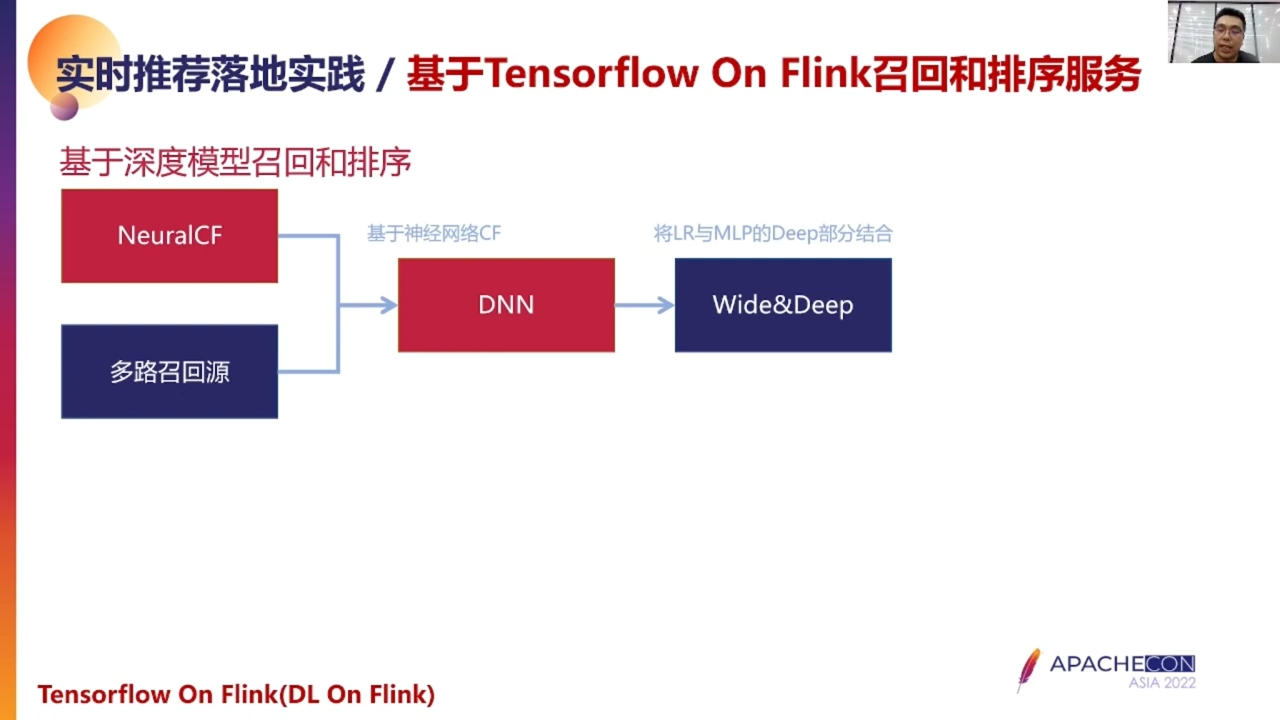 实时推荐落地实践 / 基于Tensorflow On Flink召回和排序服务
基于深度模型召回和排序
NeuralCF
基于神经网络CF
将LR与MLP的Deep部分结合
DNN
Wide&Deep
多路召回源
APACHECON
ASIA 2022
Tensorflow On Flink(DL On Flink)